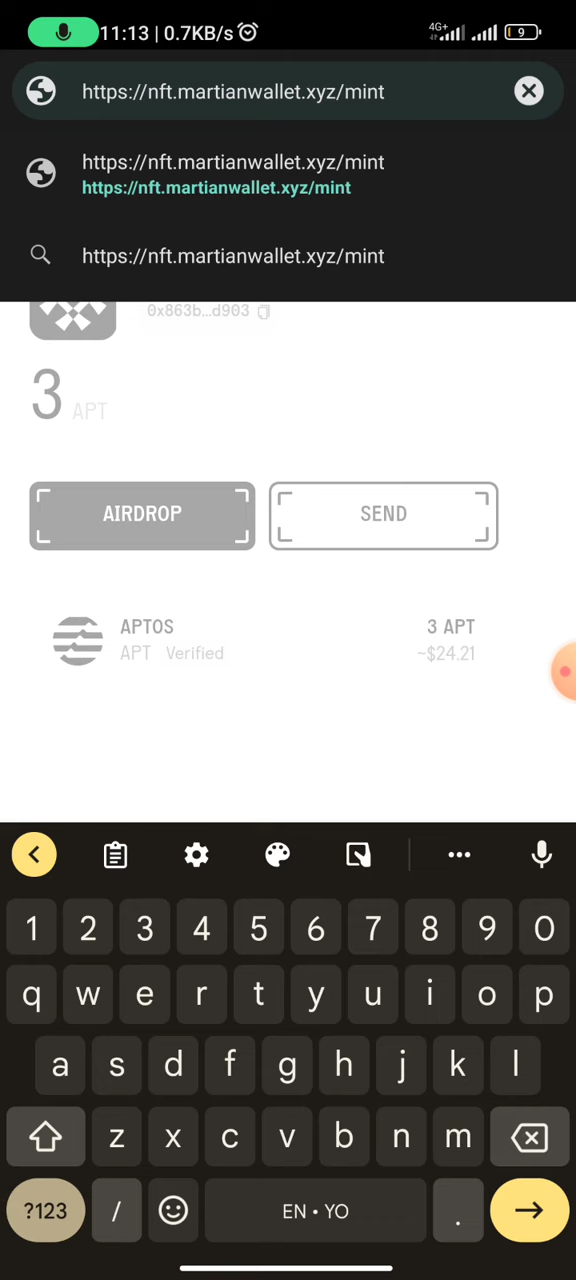 11:13 | 0.7KB/s
4G+
9
https://nft.martianwallet.xyz/mint
https://nft.martianwallet.xyz/mint
https://nft.martianwallet.xyz/mint
https://nft.martianwallet.xyz/mint
0x863b...d903
3 APT
AIRDROP SEND
APTOS 3 APT
APT Verified ~$24.21
1 2 3 4 5 6 7 8 9 0
q w e r t y u i o p
a s d f g h j k l
z x c v b n m
?123 / EN • YO .